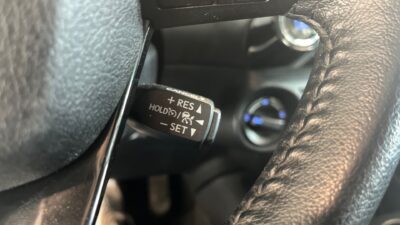 + RES ▲
HOLD(S)/ ◄
− SET ▼